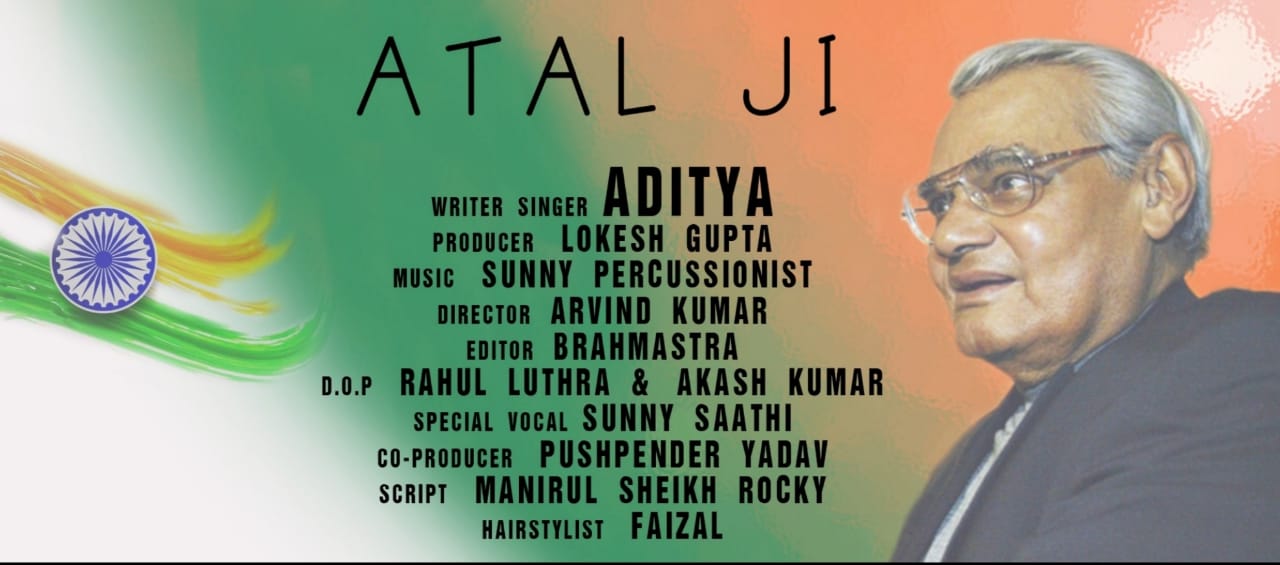 ATAL JI
WRITER SINGER ADITYA
PRODUCER LOKESH GUPTA
MUSIC SUNNY PERCUSSIONIST
DIRECTOR ARVIND KUMAR
EDITOR BRAHMASTRA
D.O.P RAHUL LUTHRA & AKASH KUMAR
SPECIAL VOCAL SUNNY SAATHI
CO-PRODUCER PUSHPENDER YADAV
SCRIPT MANIRUL SHEIKH ROCKY
HAIRSTYLIST FAIZAL